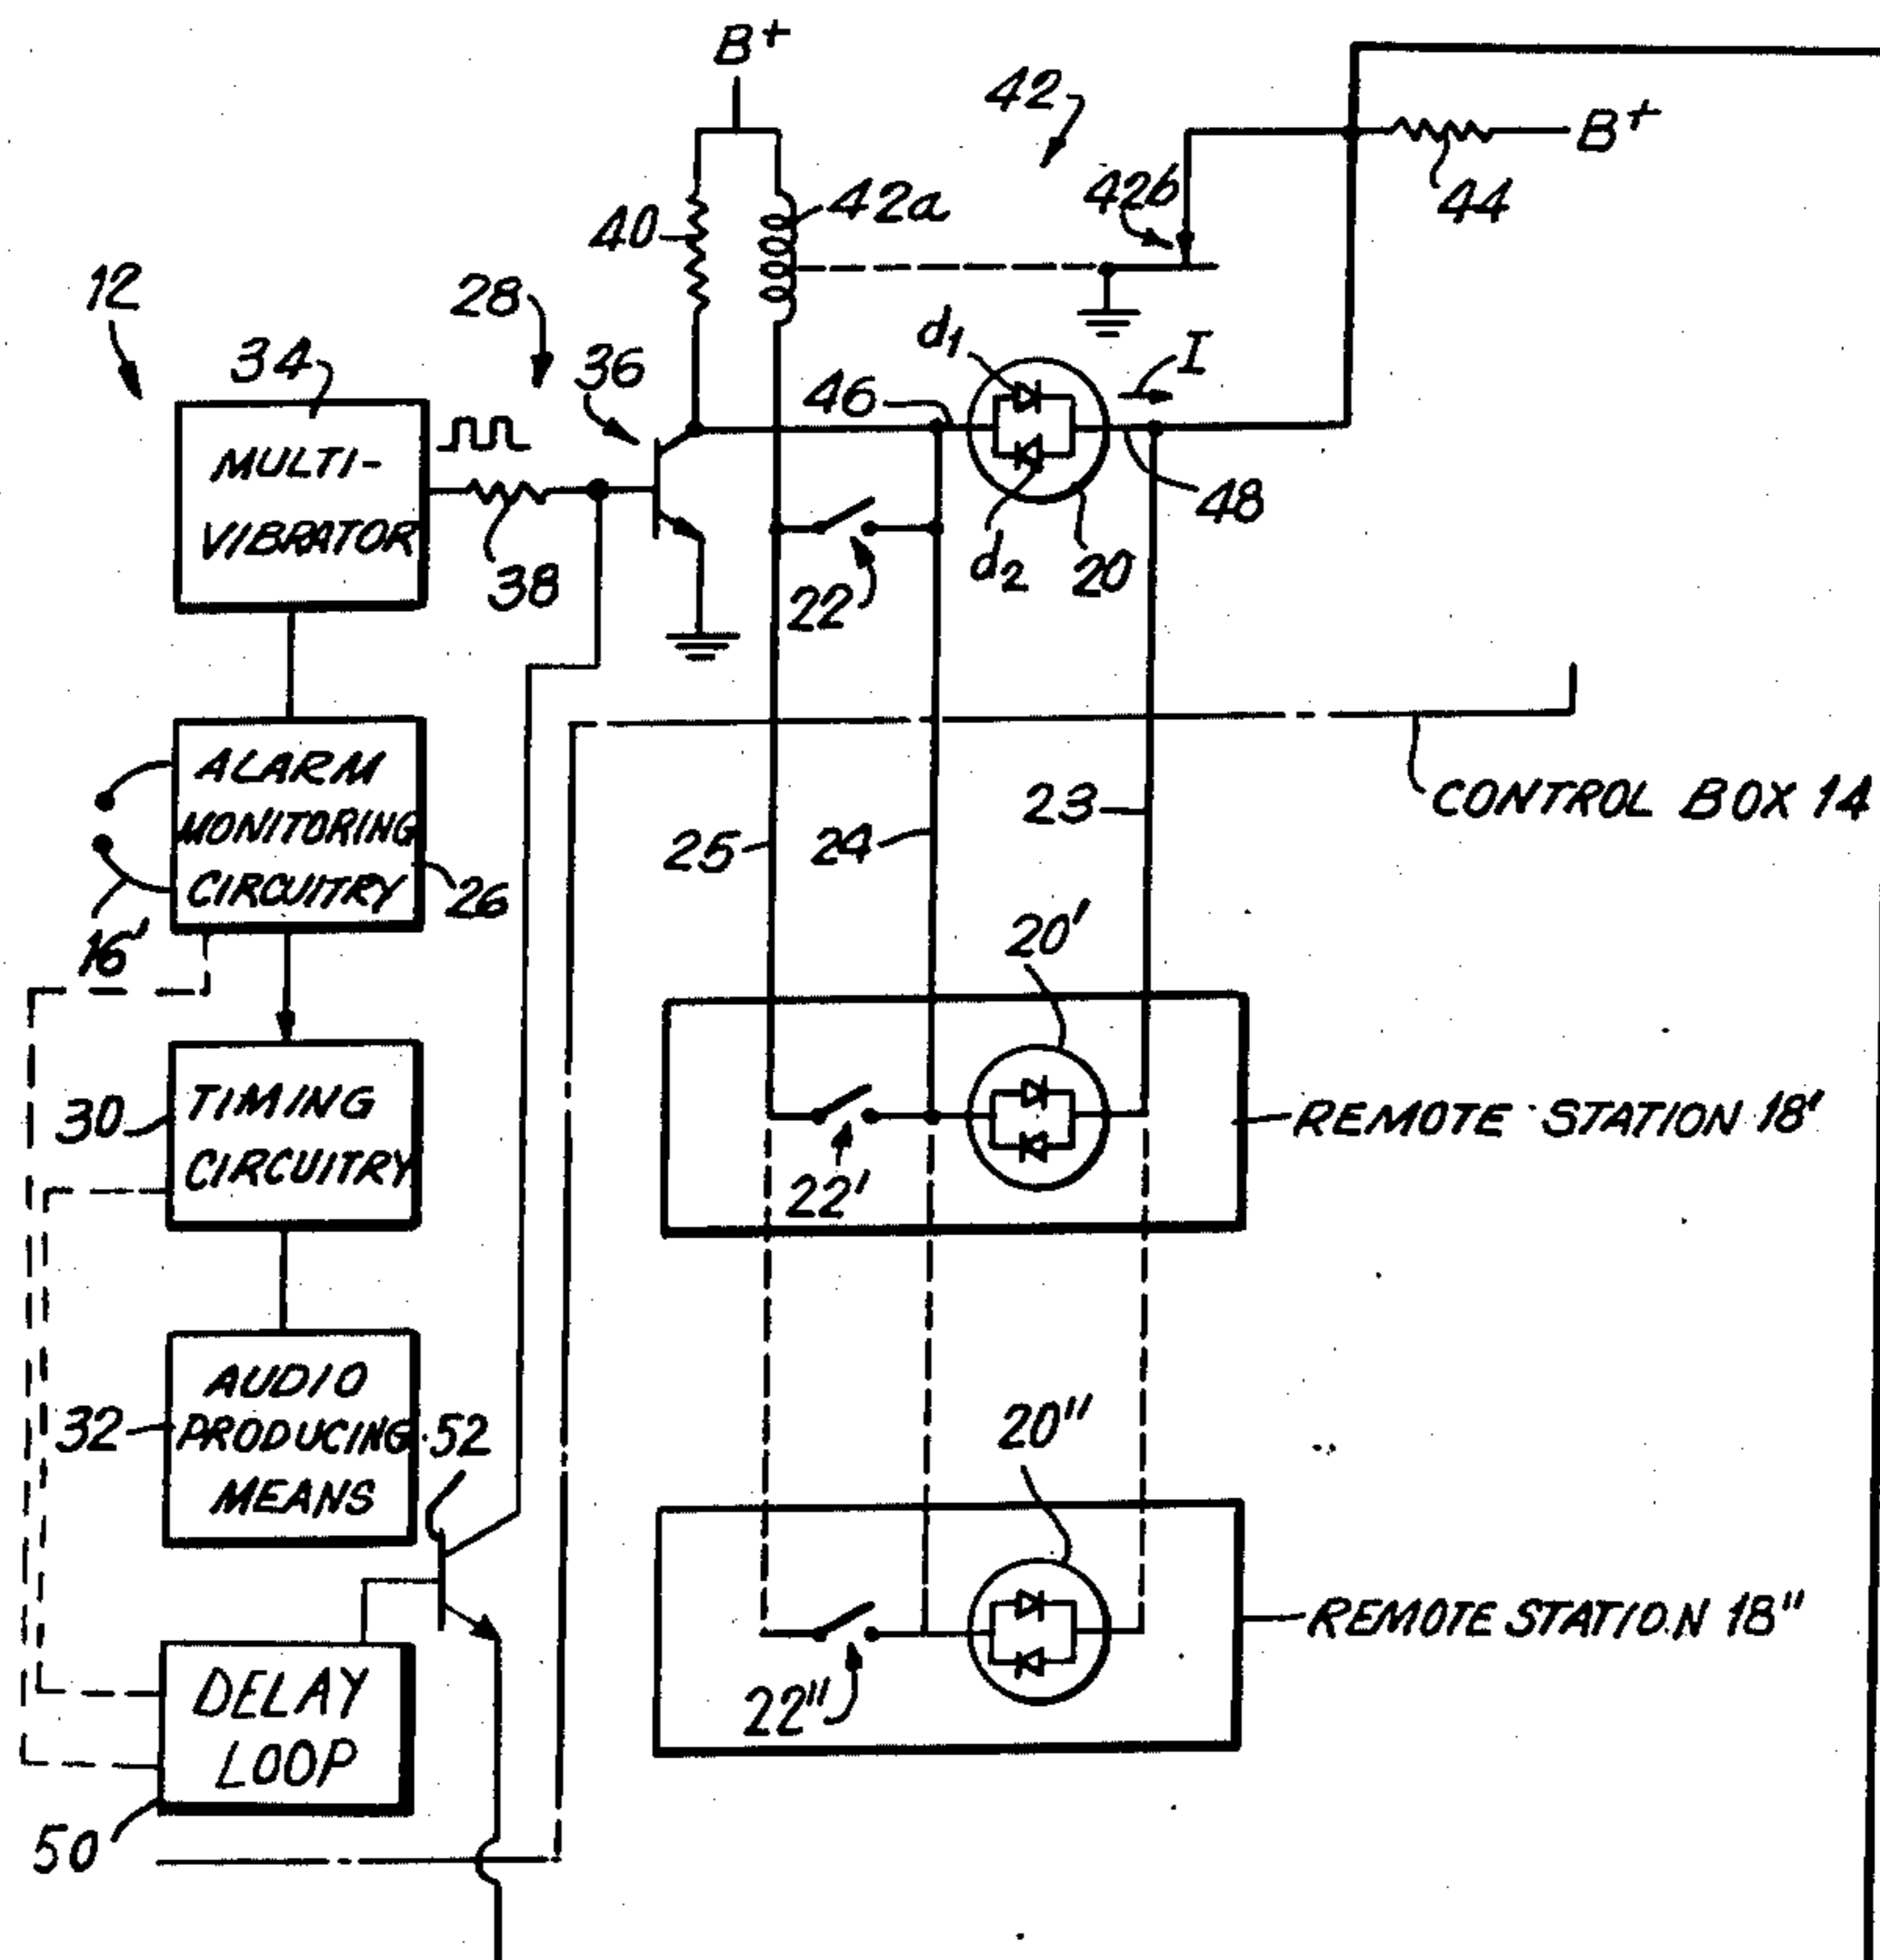 B+
42
B+
42b
44
42a
40
12
28
d1
I
34
36
46
MULTI-
VIBRATOR
48
38
d2
20
22
ALARM
MONITORING
CIRCUITRY
23
CONTROL BOX 14
25
24
26
16'
20'
TIMING
CIRCUITRY
30
REMOTE STATION 18'
22'
AUDIO
PRODUCING
MEANS
32
52
20"
REMOTE STATION 18"
DELAY
LOOP
22"
50